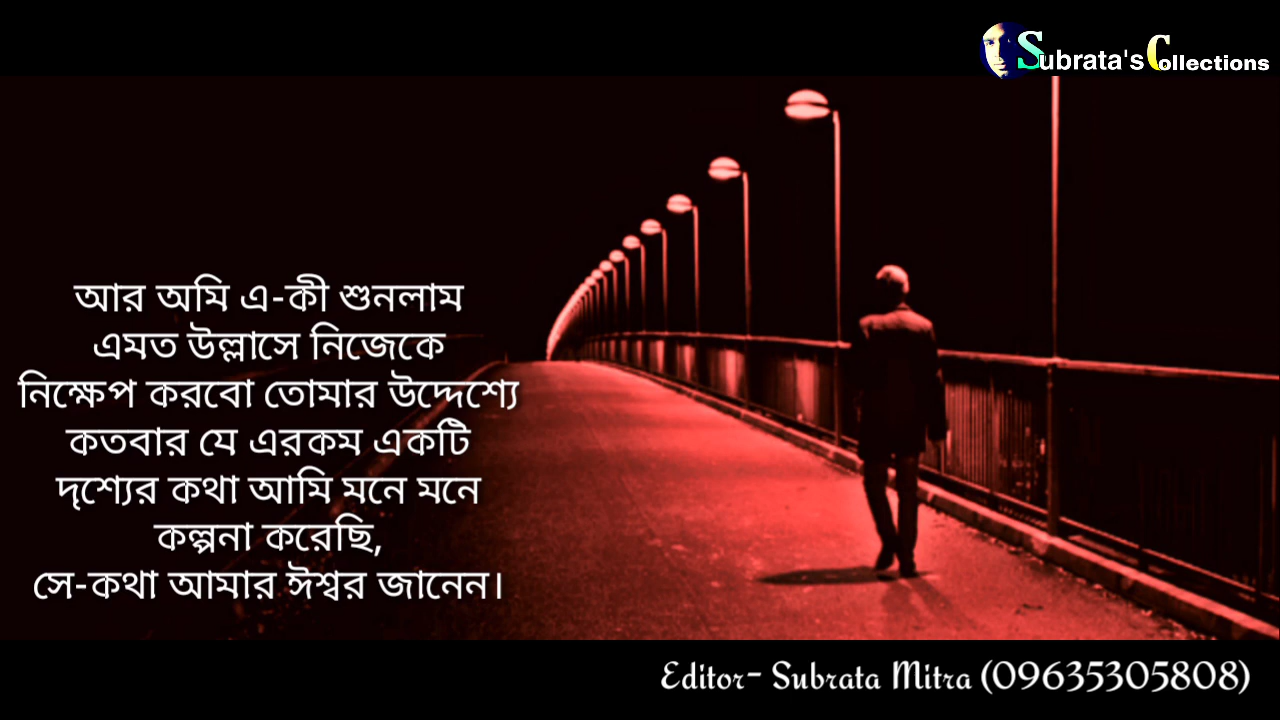 Subrata's Collections
আর অমি এ-কী শুনলাম
এমত উল্লাসে নিজেকে
নিক্ষেপ করবো তোমার উদ্দেশ্যে
কতবার যে এরকম একটি
দৃশ্যের কথা আমি মনে মনে
কল্পনা করেছি,
সে-কথা আমার ঈশ্বর জানেন।
Editor- Subrata Mitra (09635305808)